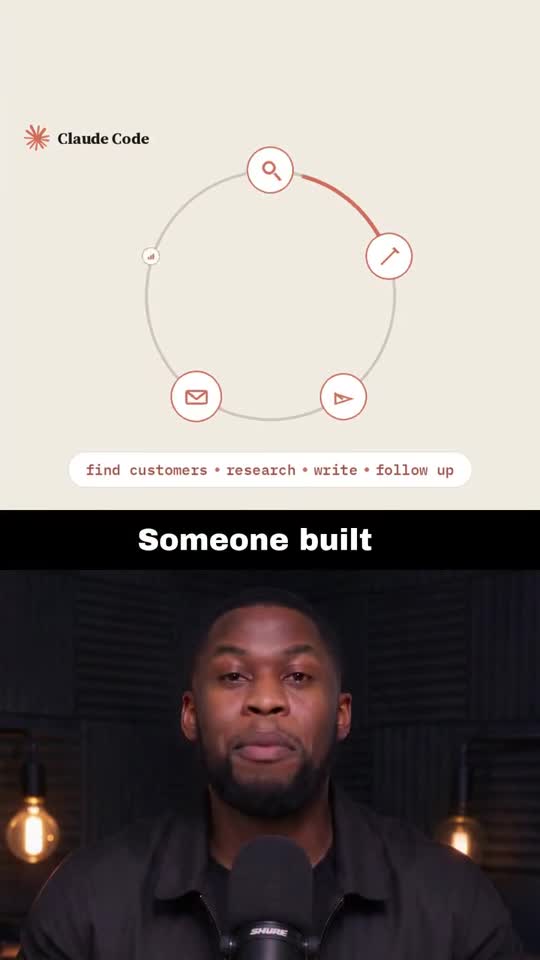 Claude Code
find customers • research • write • follow up
Someone built
SHURE